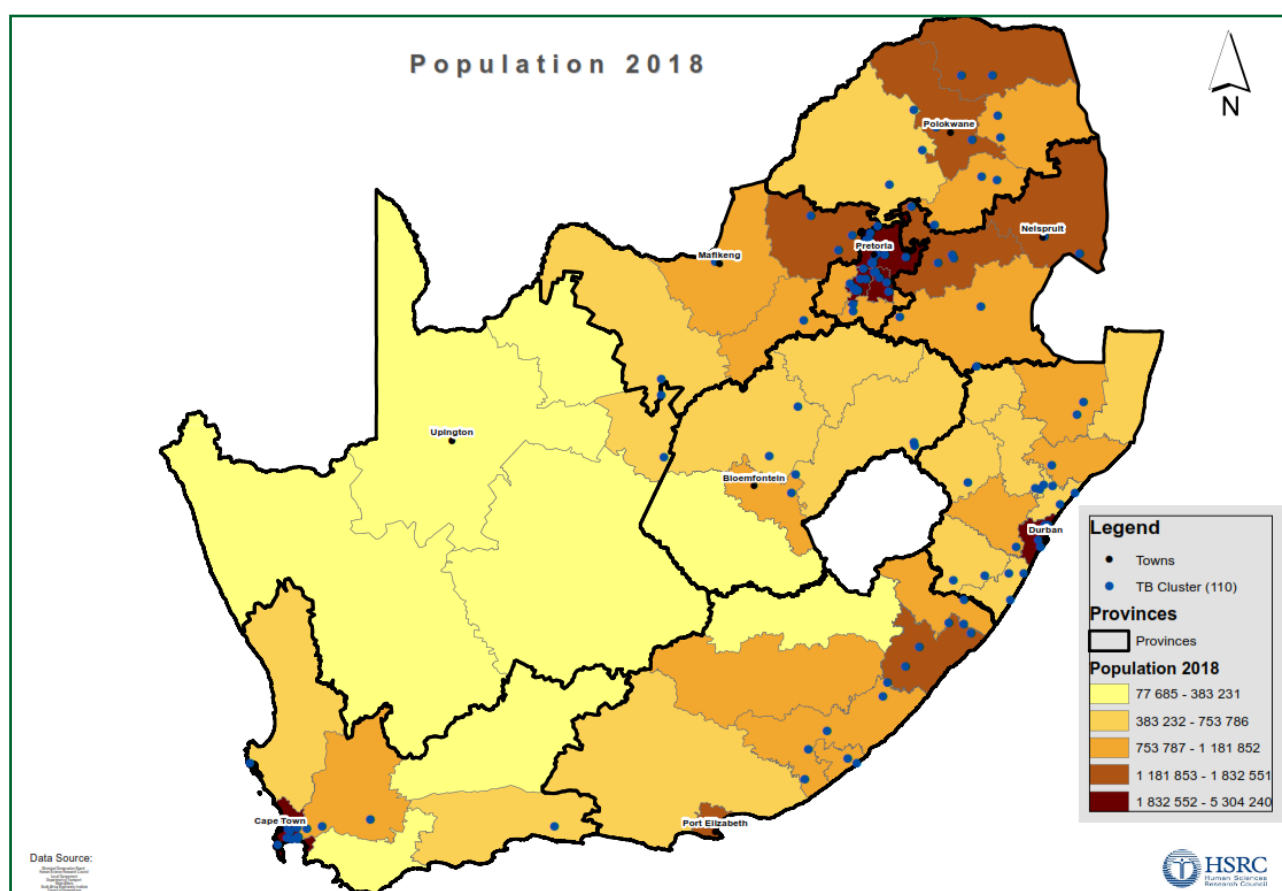 Population 2018
N
Polokwane
Nelspruit
Pretoria
Mafikeng
Upington
Bloemfontein
Durban
Cape Town
Port Elizabeth
Legend
Towns
TB Cluster (110)
Provinces
Provinces
Population 2018
77 685 - 383 231
383 232 - 753 786
753 787 - 1 181 852
1 181 853 - 1 832 551
1 832 552 - 5 304 240
Data Source:
HSRC
Human Sciences
Research Council